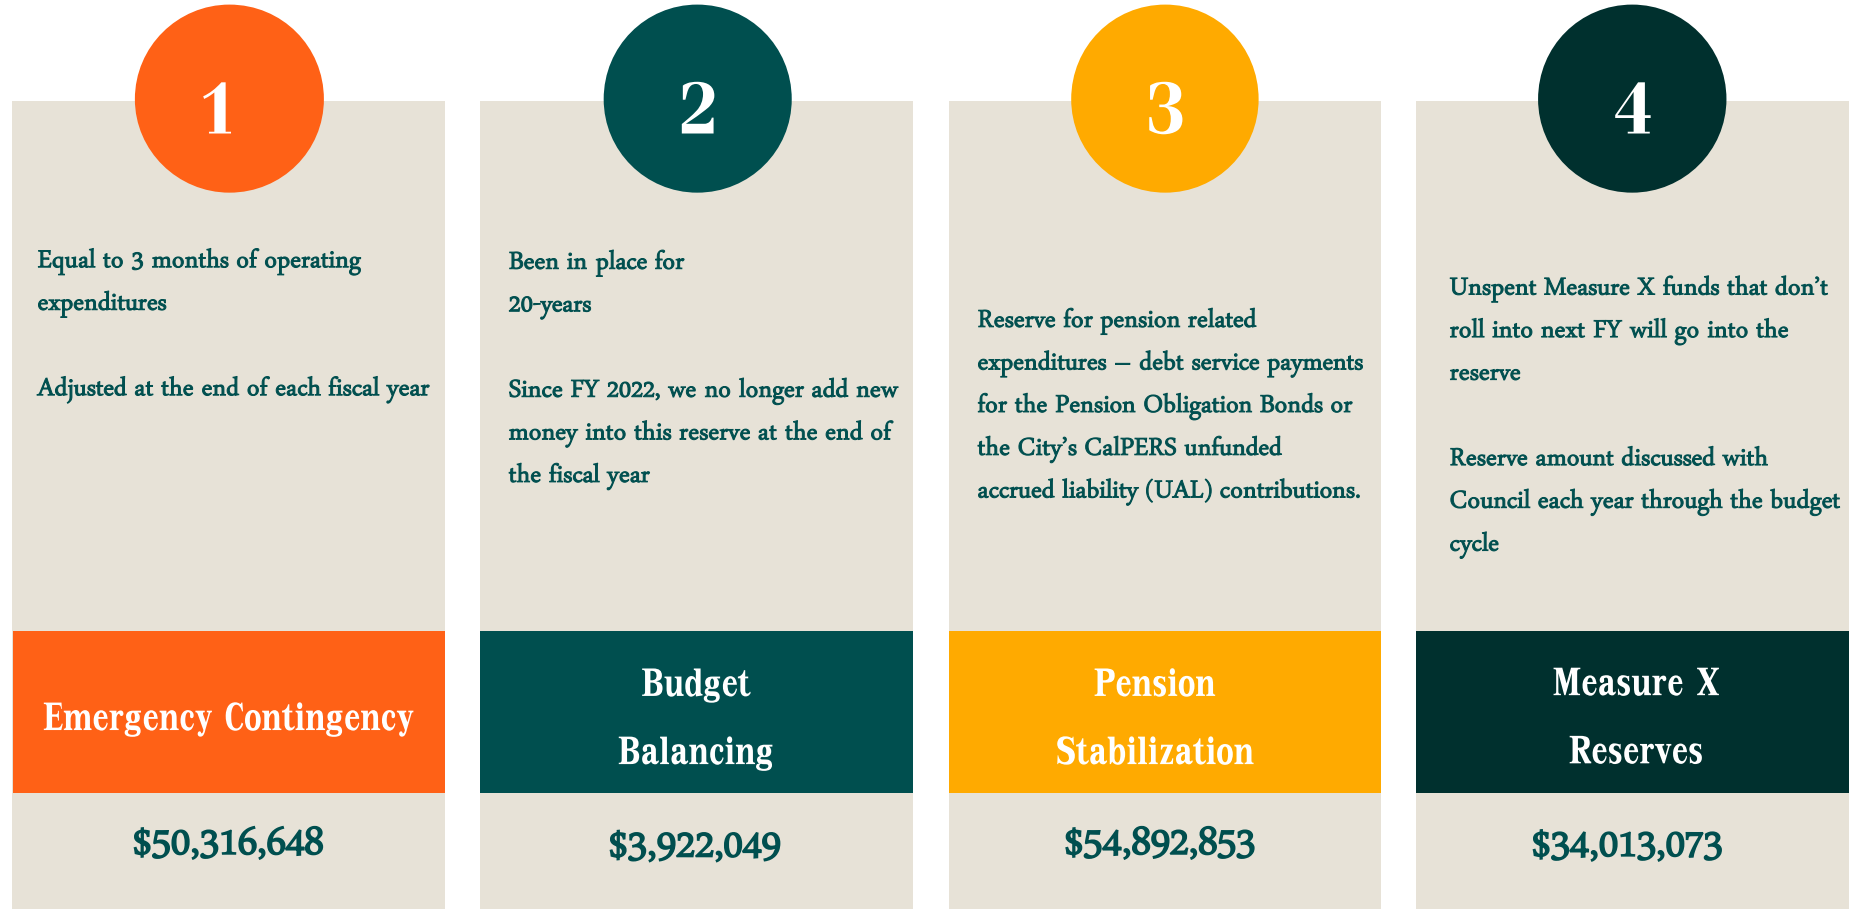 1
Equal to 3 months of operating
expenditures
Adjusted at the end of each fiscal year
Emergency Contingency
$50,316,648
2
Been in place for
20-years
Since FY 2022, we no longer add new
money into this reserve at the end of
the fiscal year
Budget
Balancing
$3,922,049
3
Reserve for pension related
expenditures – debt service payments
for the Pension Obligation Bonds or
the City’s CalPERS unfunded
accrued liability (UAL) contributions.
Pension
Stabilization
$54,892,853
4
Unspent Measure X funds that don’t
roll into next FY will go into the
reserve
Reserve amount discussed with
Council each year through the budget
cycle
Measure X
Reserves
$34,013,073